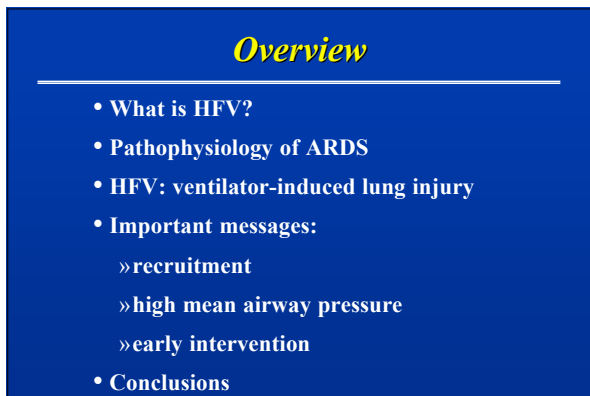 Overview
• What is HFV?
• Pathophysiology of ARDS
• HFV: ventilator-induced lung injury
• Important messages:
»recruitment
»high mean airway pressure
»early intervention
• Conclusions